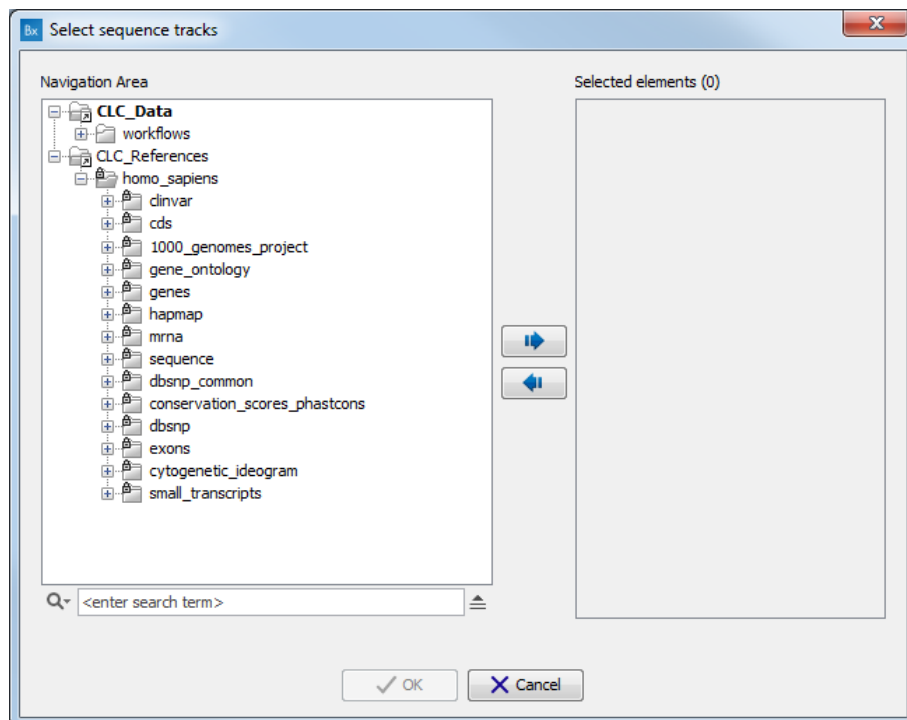 Bx Select sequence tracks
Navigation Area
Selected elements (0)
CLC_Data
workflows
CLC_References
homo_sapiens
clinvar
cds
1000_genomes_project
gene_ontology
genes
hapmap
mrna
sequence
dbsnp_common
conservation_scores_phastcons
dbsnp
exons
cytogenetic_ideogram
small_transcripts
<enter search term>
OK
Cancel